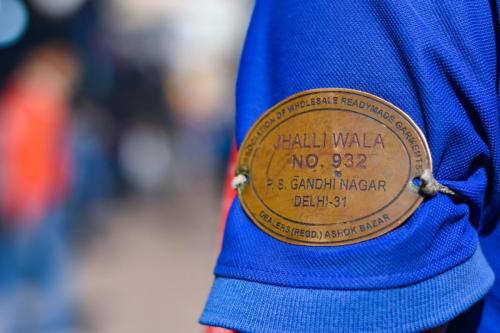 ASSOCIATION OF WHOLESALE READYMADE GARMENTS
JHALLI WALA
NO. 932
P. S. GANDHI NAGAR
DELHI-31
DEALERS (REGD.) ASHOK BAZAR